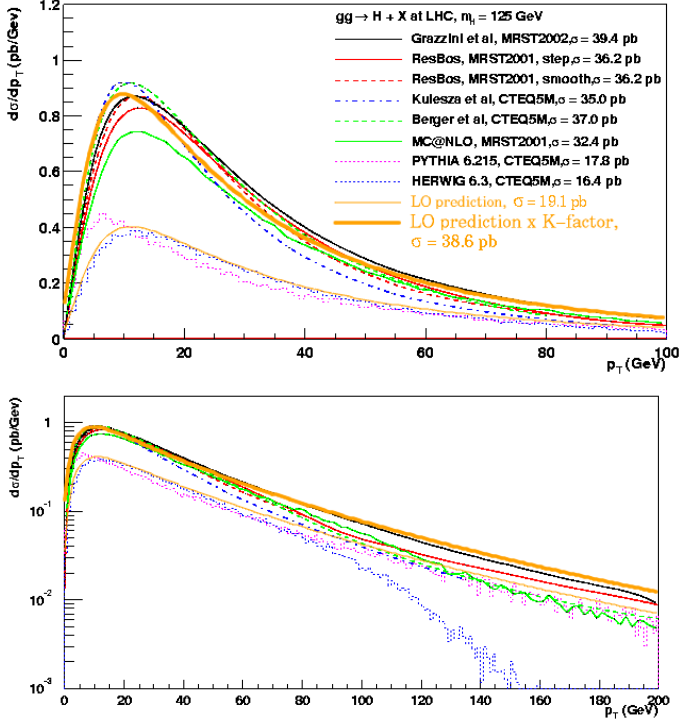 dσ/dp_T (pb/Gev)
1
0.8
0.6
0.4
0.2
0
gg → H + X at LHC, m_H = 125 GeV
Grazzini et al, MRST2002,σ = 39.4 pb
ResBos, MRST2001, step,σ = 36.2 pb
ResBos, MRST2001, smooth,σ = 36.2 pb
Kulesza et al, CTEQ5M,σ = 35.0 pb
Berger et al, CTEQ5M,σ = 37.0 pb
MC@NLO, MRST2001,σ = 32.4 pb
PYTHIA 6.215, CTEQ5M,σ = 17.8 pb
HERWIG 6.3, CTEQ5M,σ = 16.4 pb
LO prediction, σ = 19.1 pb
LO prediction x K-factor,
σ = 38.6 pb
0 20 40 60 80 100
p_T (GeV)
dσ/dp_T (pb/Gev)
1
10^-1
10^-2
10^-3
0 20 40 60 80 100 120 140 160 180 200
p_T (GeV)